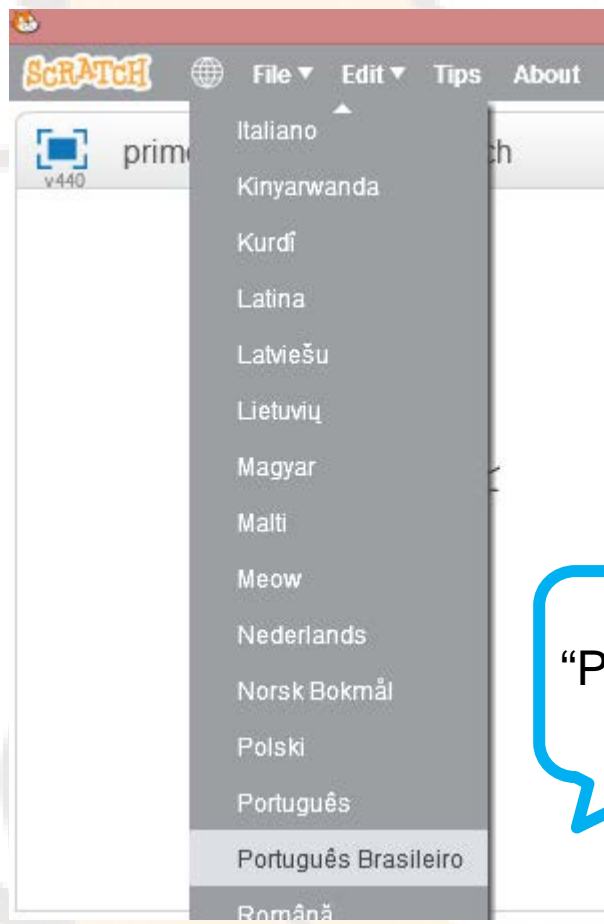 SCRATCH File Edit Tips About
v440
Italiano
Kinyarwanda
Kurdî
Latina
Latviešu
Lietuvių
Magyar
Malti
Meow
Nederlands
Norsk Bokmål
Polski
Português
Português Brasileiro
Română